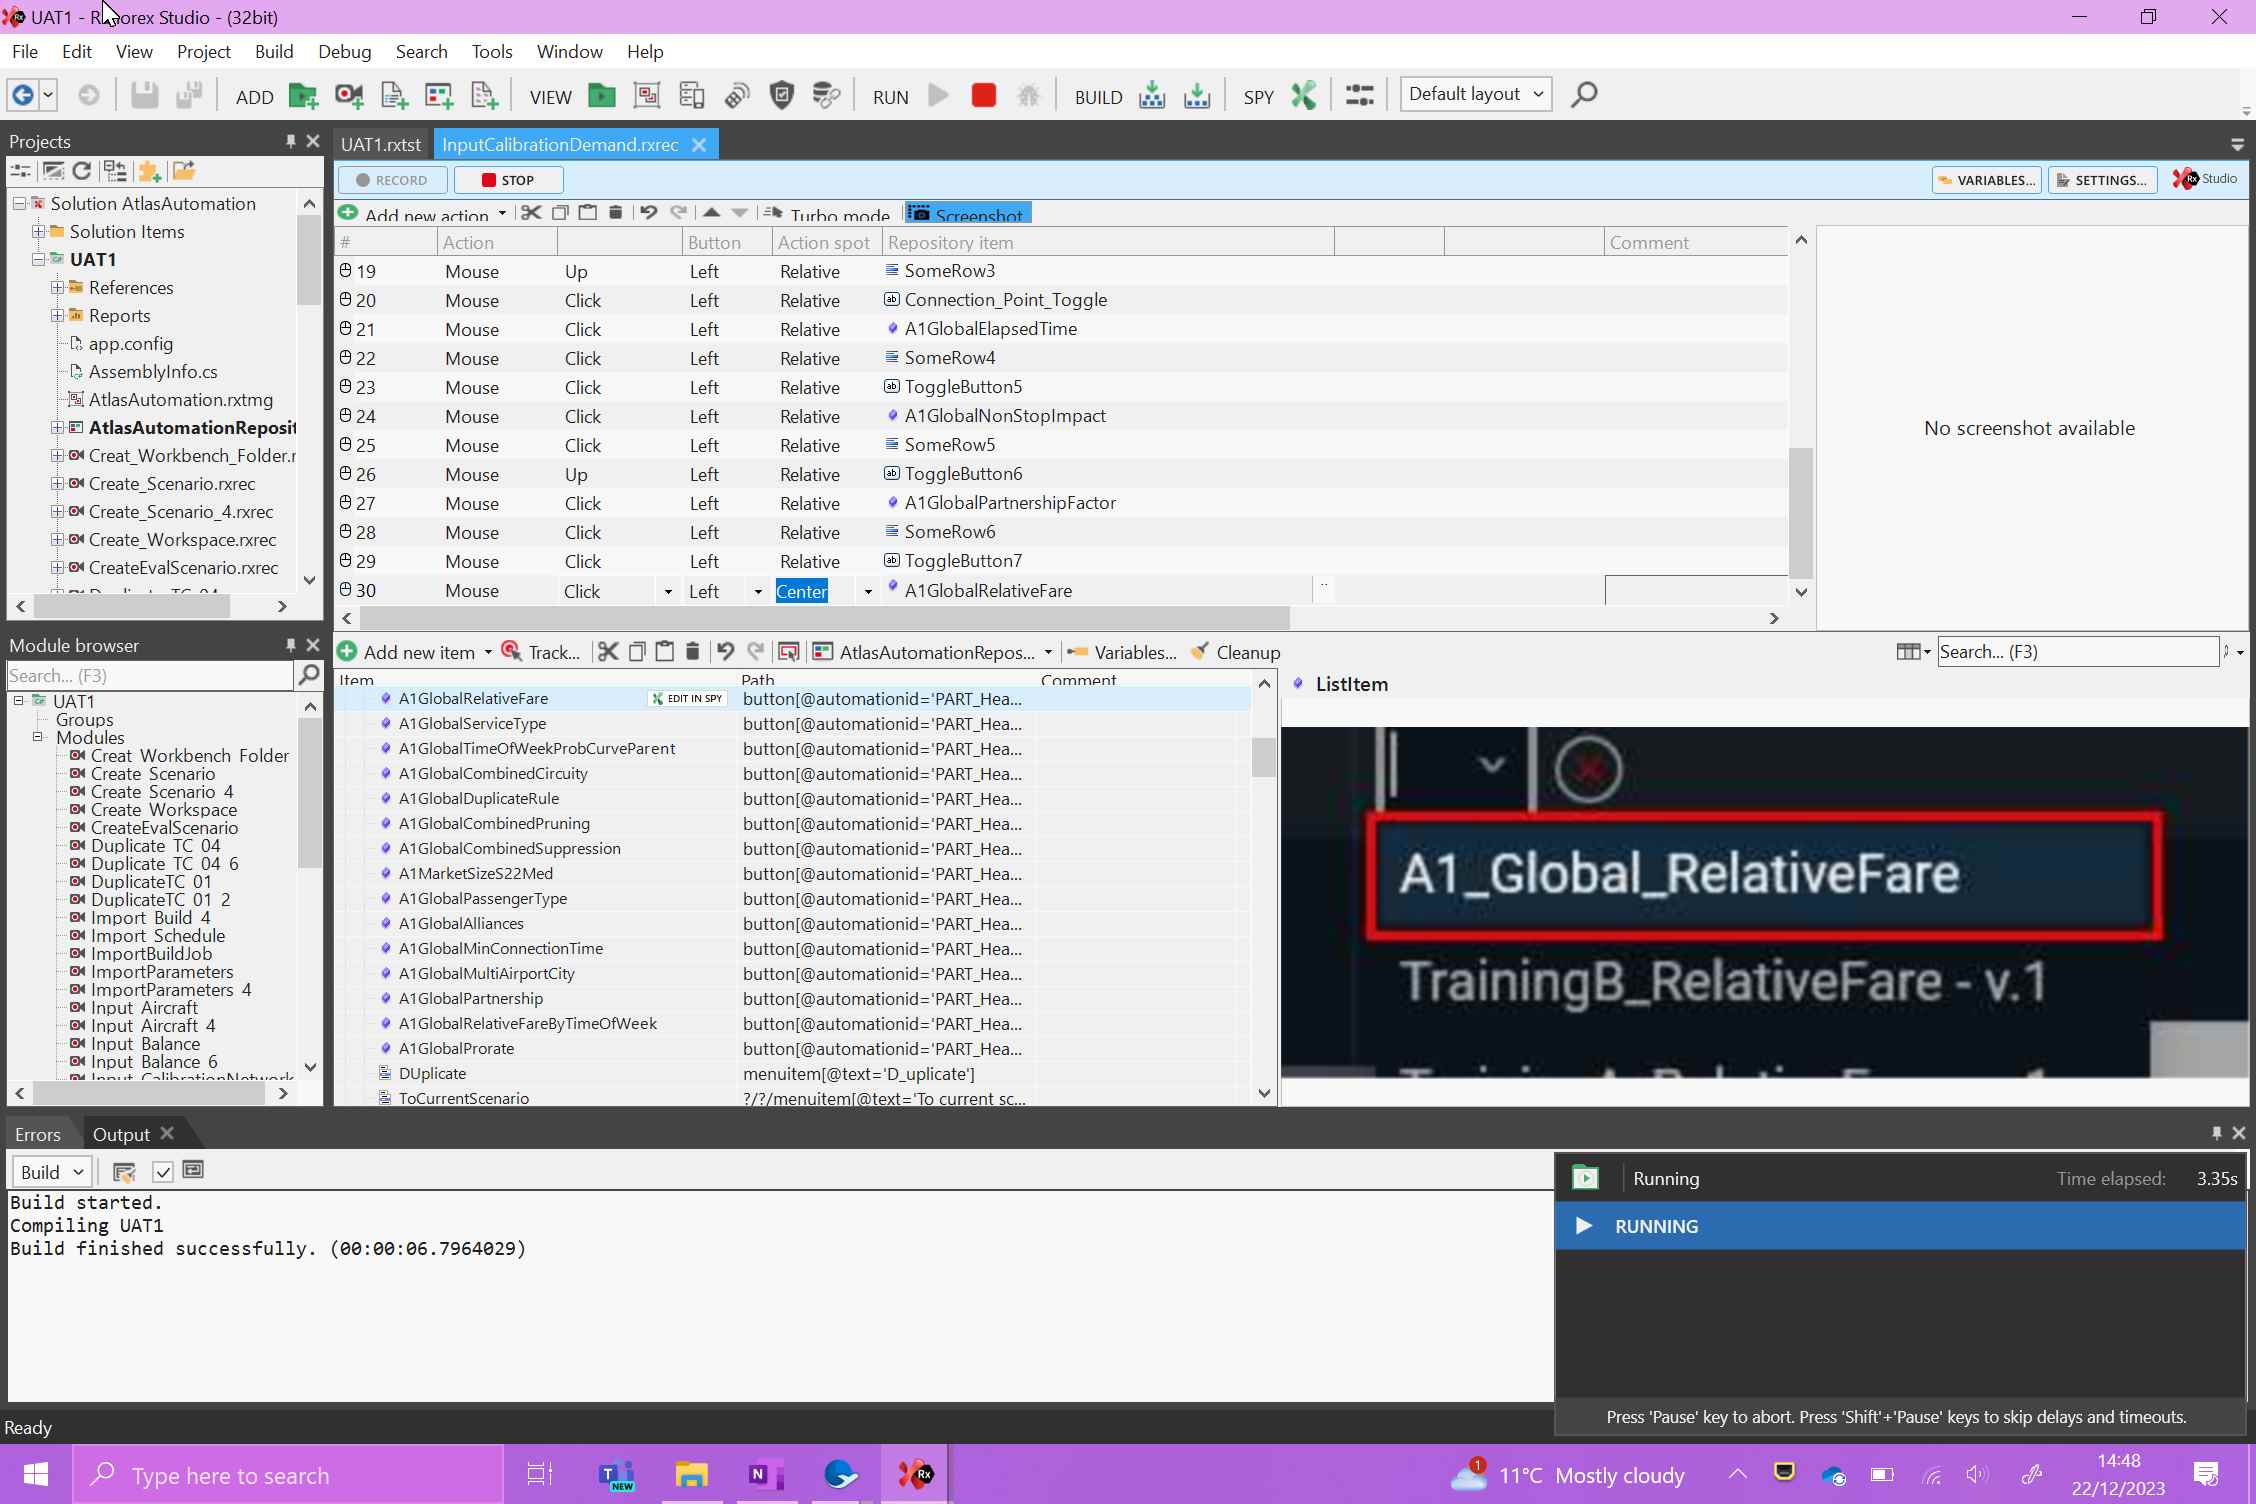 UAT1 - R orex Studio - (32bit)
File Edit View Project Build Debug Search Tools Window Help
ADD VIEW RUN BUILD SPY Default layout
Projects
Solution AtlasAutomation
Solution Items
UAT1
References
Reports
app.config
AssemblyInfo.cs
AtlasAutomation.rxtmg
AtlasAutomationReposit
Creat_Workbench_Folder.r
Create_Scenario.rxrec
Create_Scenario_4.rxrec
Create_Workspace.rxrec
CreateEvalScenario.rxrec
UAT1.rxtst InputCalibrationDemand.rxrec
RECORD STOP VARIABLES... SETTINGS... Rx Studio
Add new action Turbo mode Screenshot
# Action Button Action spot Repository item Comment
19 Mouse Up Left Relative SomeRow3
20 Mouse Click Left Relative Connection_Point_Toggle
21 Mouse Click Left Relative A1GlobalElapsedTime
22 Mouse Click Left Relative SomeRow4
23 Mouse Click Left Relative ToggleButton5
24 Mouse Click Left Relative A1GlobalNonStopImpact
25 Mouse Click Left Relative SomeRow5
26 Mouse Up Left Relative ToggleButton6
27 Mouse Click Left Relative A1GlobalPartnershipFactor
28 Mouse Click Left Relative SomeRow6
29 Mouse Click Left Relative ToggleButton7
30 Mouse Click Left Center A1GlobalRelativeFare
No screenshot available
Module browser
Search... (F3)
UAT1
Groups
Modules
Creat Workbench Folder
Create Scenario
Create Scenario 4
Create Workspace
CreateEvalScenario
Duplicate TC 04
Duplicate TC 04 6
DuplicateTC 01
DuplicateTC 01 2
Import Build 4
Import Schedule
ImportBuildJob
ImportParameters
ImportParameters 4
Input Aircraft
Input Aircraft 4
Input Balance
Input Balance 6
Input CalibrationNetwork
Add new item Track... AtlasAutomationRepos... Variables... Cleanup Search... (F3)
Item Path Comment
A1GlobalRelativeFare EDIT IN SPY button[@automationid='PART_Hea...
A1GlobalServiceType button[@automationid='PART_Hea...
A1GlobalTimeOfWeekProbCurveParent button[@automationid='PART_Hea...
A1GlobalCombinedCircuity button[@automationid='PART_Hea...
A1GlobalDuplicateRule button[@automationid='PART_Hea...
A1GlobalCombinedPruning button[@automationid='PART_Hea...
A1GlobalCombinedSuppression button[@automationid='PART_Hea...
A1MarketSizeS22Med button[@automationid='PART_Hea...
A1GlobalPassengerType button[@automationid='PART_Hea...
A1GlobalAlliances button[@automationid='PART_Hea...
A1GlobalMinConnectionTime button[@automationid='PART_Hea...
A1GlobalMultiAirportCity button[@automationid='PART_Hea...
A1GlobalPartnership button[@automationid='PART_Hea...
A1GlobalRelativeFareByTimeOfWeek button[@automationid='PART_Hea...
A1GlobalProrate button[@automationid='PART_Hea...
DUplicate menuitem[@text='D_uplicate']
ToCurrentScenario ?/?/menuitem[@text='To current sc...
ListItem
A1_Global_RelativeFare
TrainingB_RelativeFare - v.1
Errors Output
Build
Build started.
Compiling UAT1
Build finished successfully. (00:00:06.7964029)
Running Time elapsed: 3.35s
RUNNING
Press 'Pause' key to abort. Press 'Shift'+'Pause' keys to skip delays and timeouts.
Ready
Type here to search
NEW
1
11°C Mostly cloudy
14:48
22/12/2023